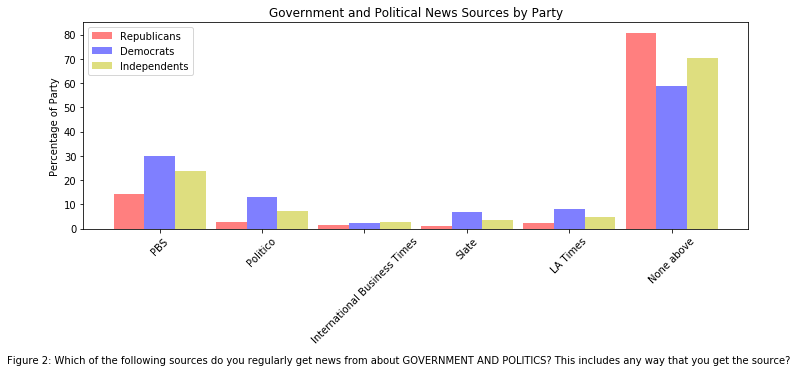 Government and Political News Sources by Party
Republicans
Democrats
Independents
Percentage of Party
80
70
60
50
40
30
20
10
0
PBS
Politico
International Business Times
Slate
LA Times
None above
Figure 2: Which of the following sources do you regularly get news from about GOVERNMENT AND POLITICS? This includes any way that you get the source?